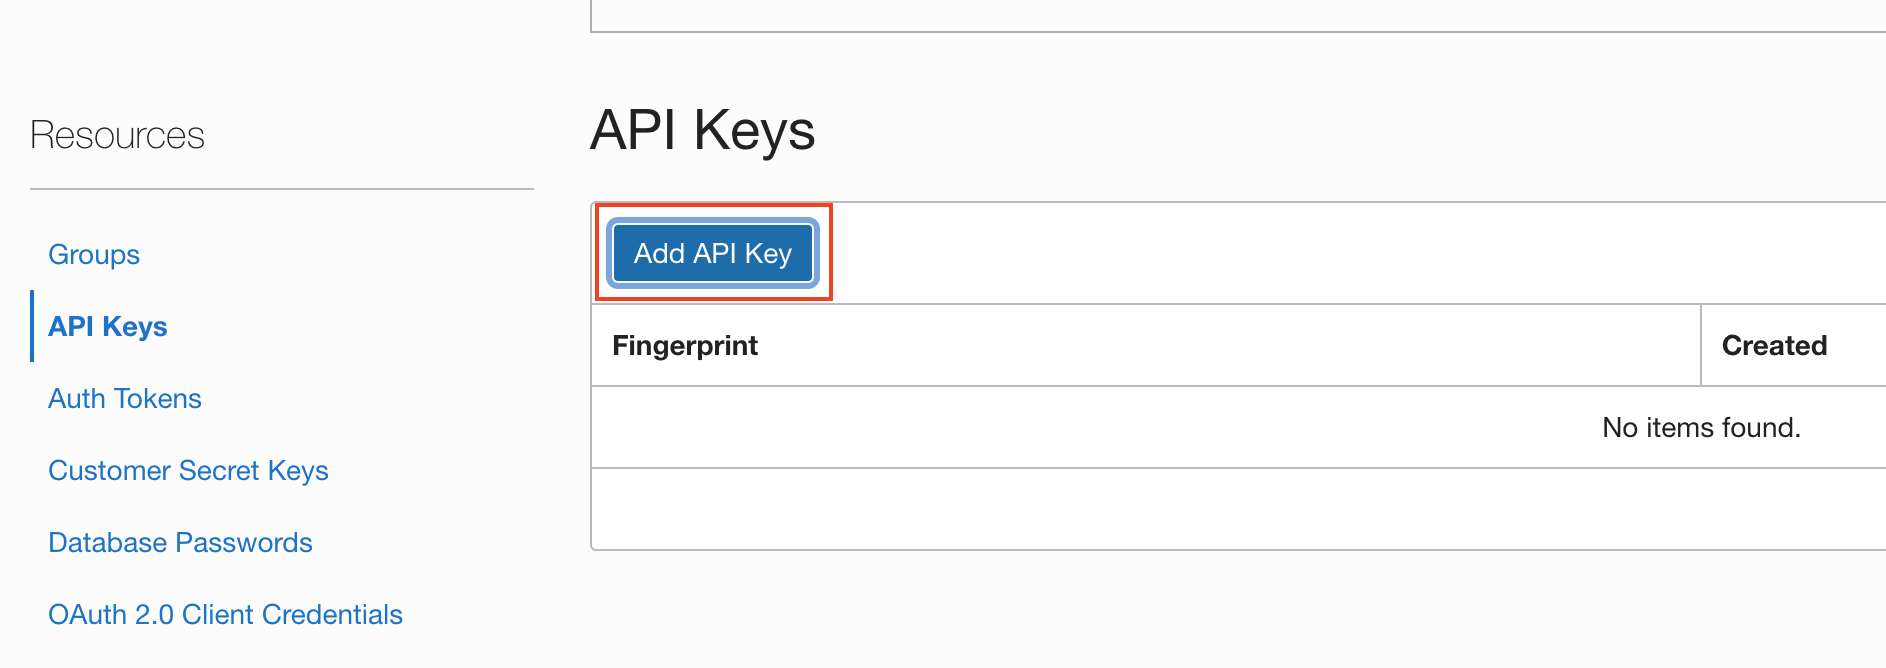 Resources
Groups
API Keys
Auth Tokens
Customer Secret Keys
Database Passwords
OAuth 2.0 Client Credentials
API Keys
Add API Key
Fingerprint Created
No items found.